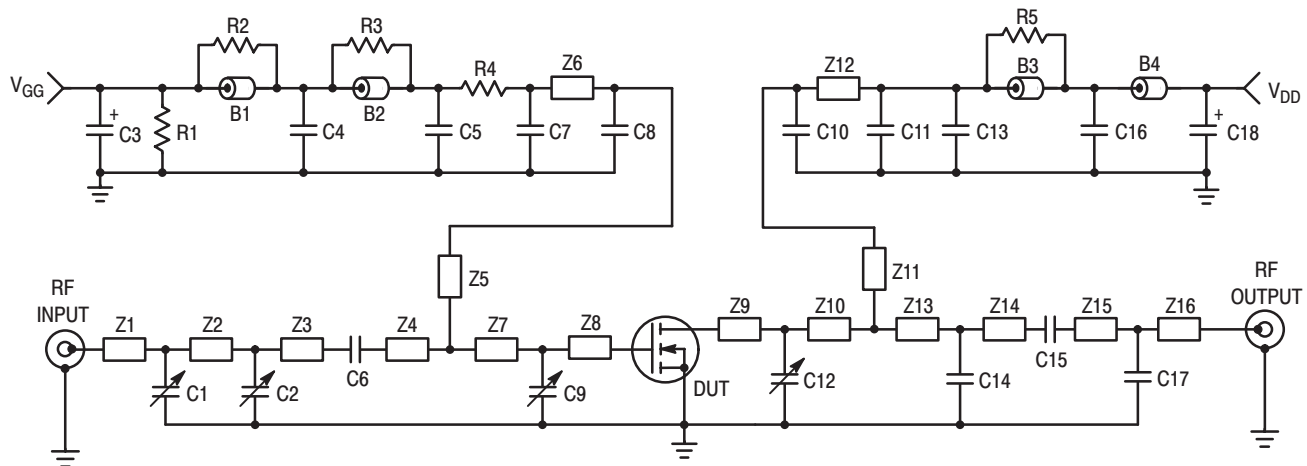 R2 R3 R5
V_GG B1 B2 R4 Z6 Z12 B3 B4 V_DD
+ C3 R1 C4 C5 C7 C8 C10 C11 C13 C16 + C18
Z5 Z11
RF INPUT
RF OUTPUT
Z1 Z2 Z3 Z4 Z7 Z8 Z9 Z10 Z13 Z14 Z15 Z16
C6 C15
C1 C2 C9 DUT C12 C14 C17